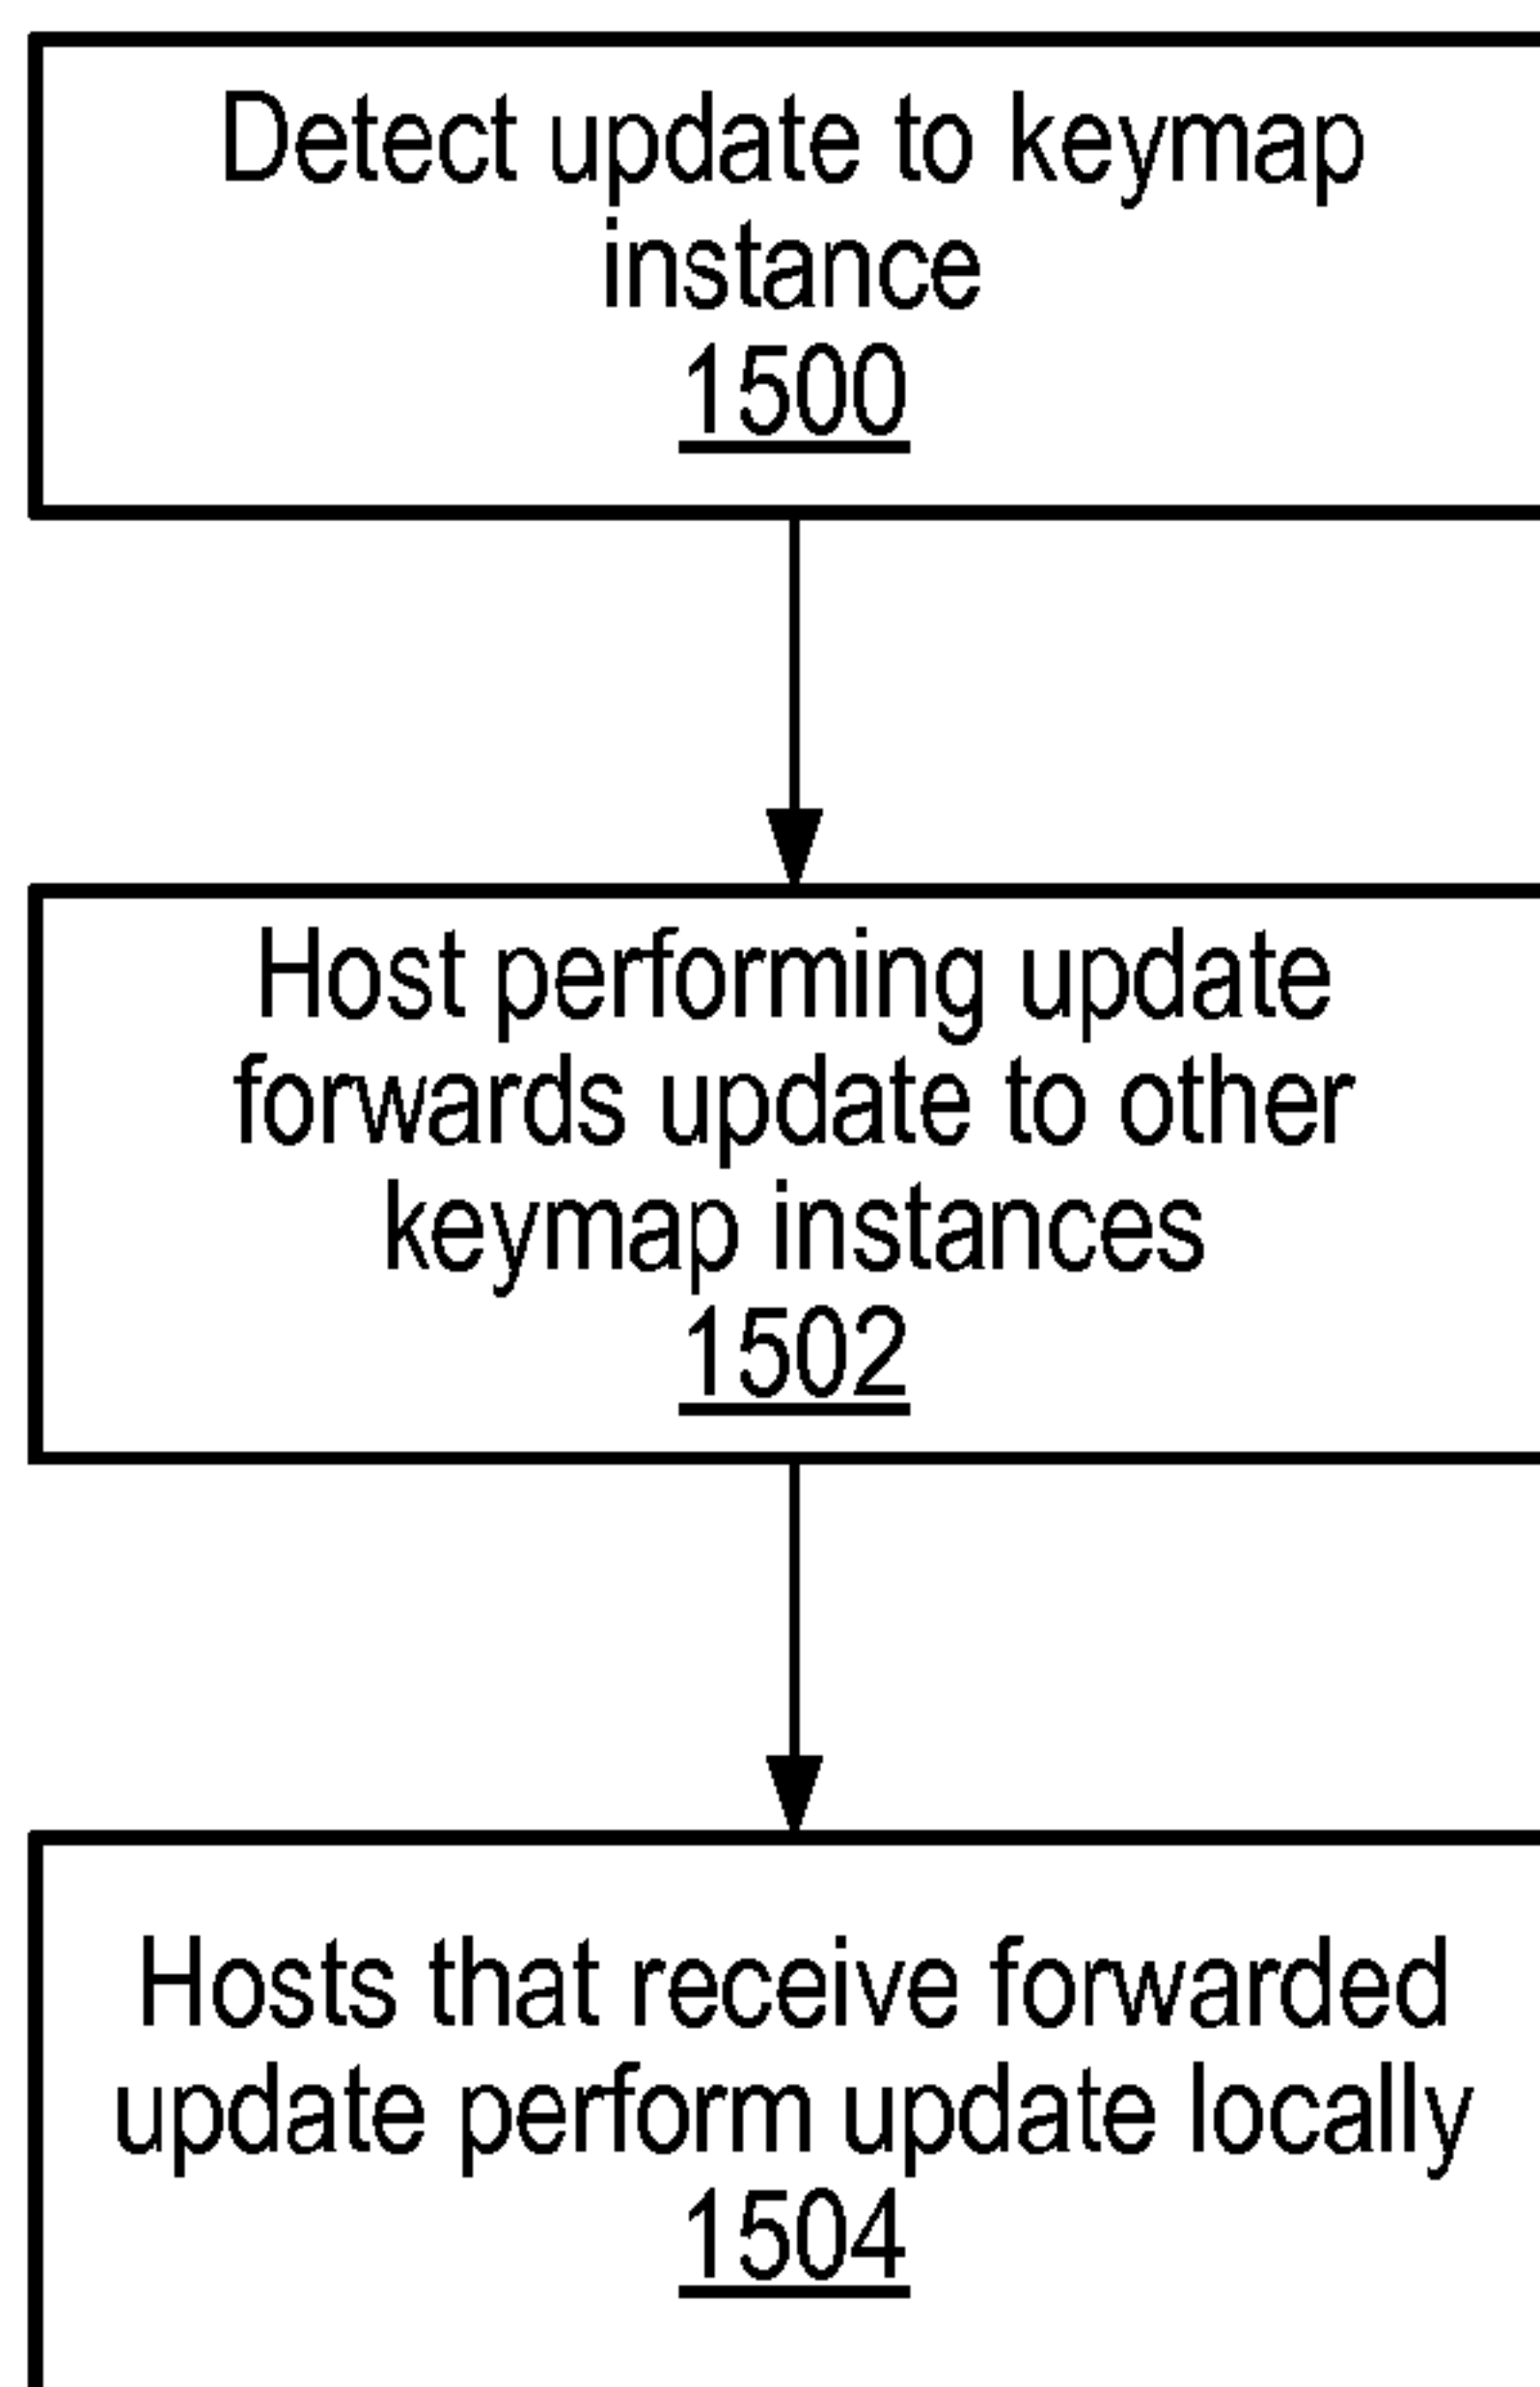 Detect update to keymap
instance
1500
Host performing update
forwards update to other
keymap instances
1502
Hosts that receive forwarded
update perform update locally
1504